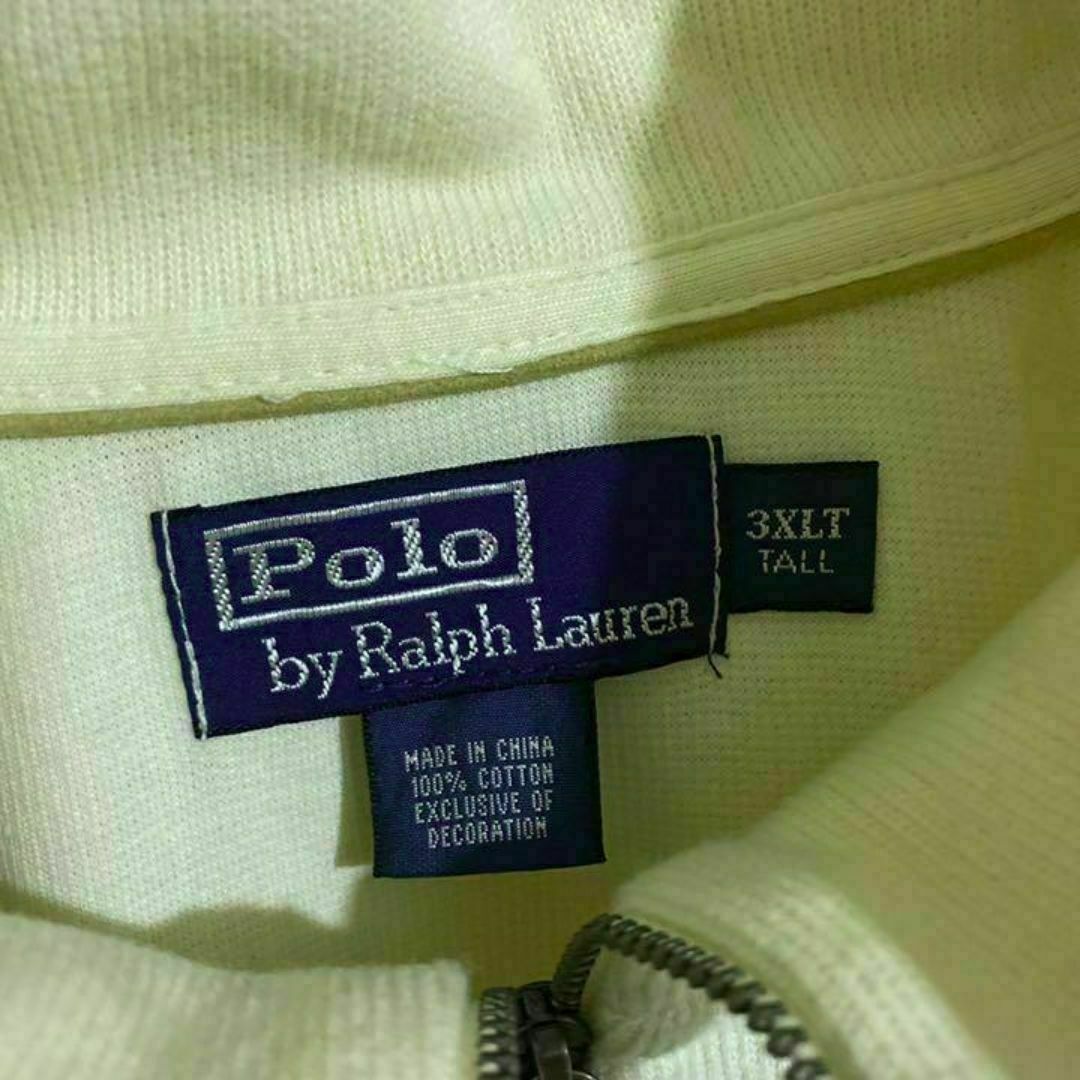 Polo
by Ralph Lauren
3XLT
TALL
MADE IN CHINA
100% COTTON
EXCLUSIVE OF
DECORATION